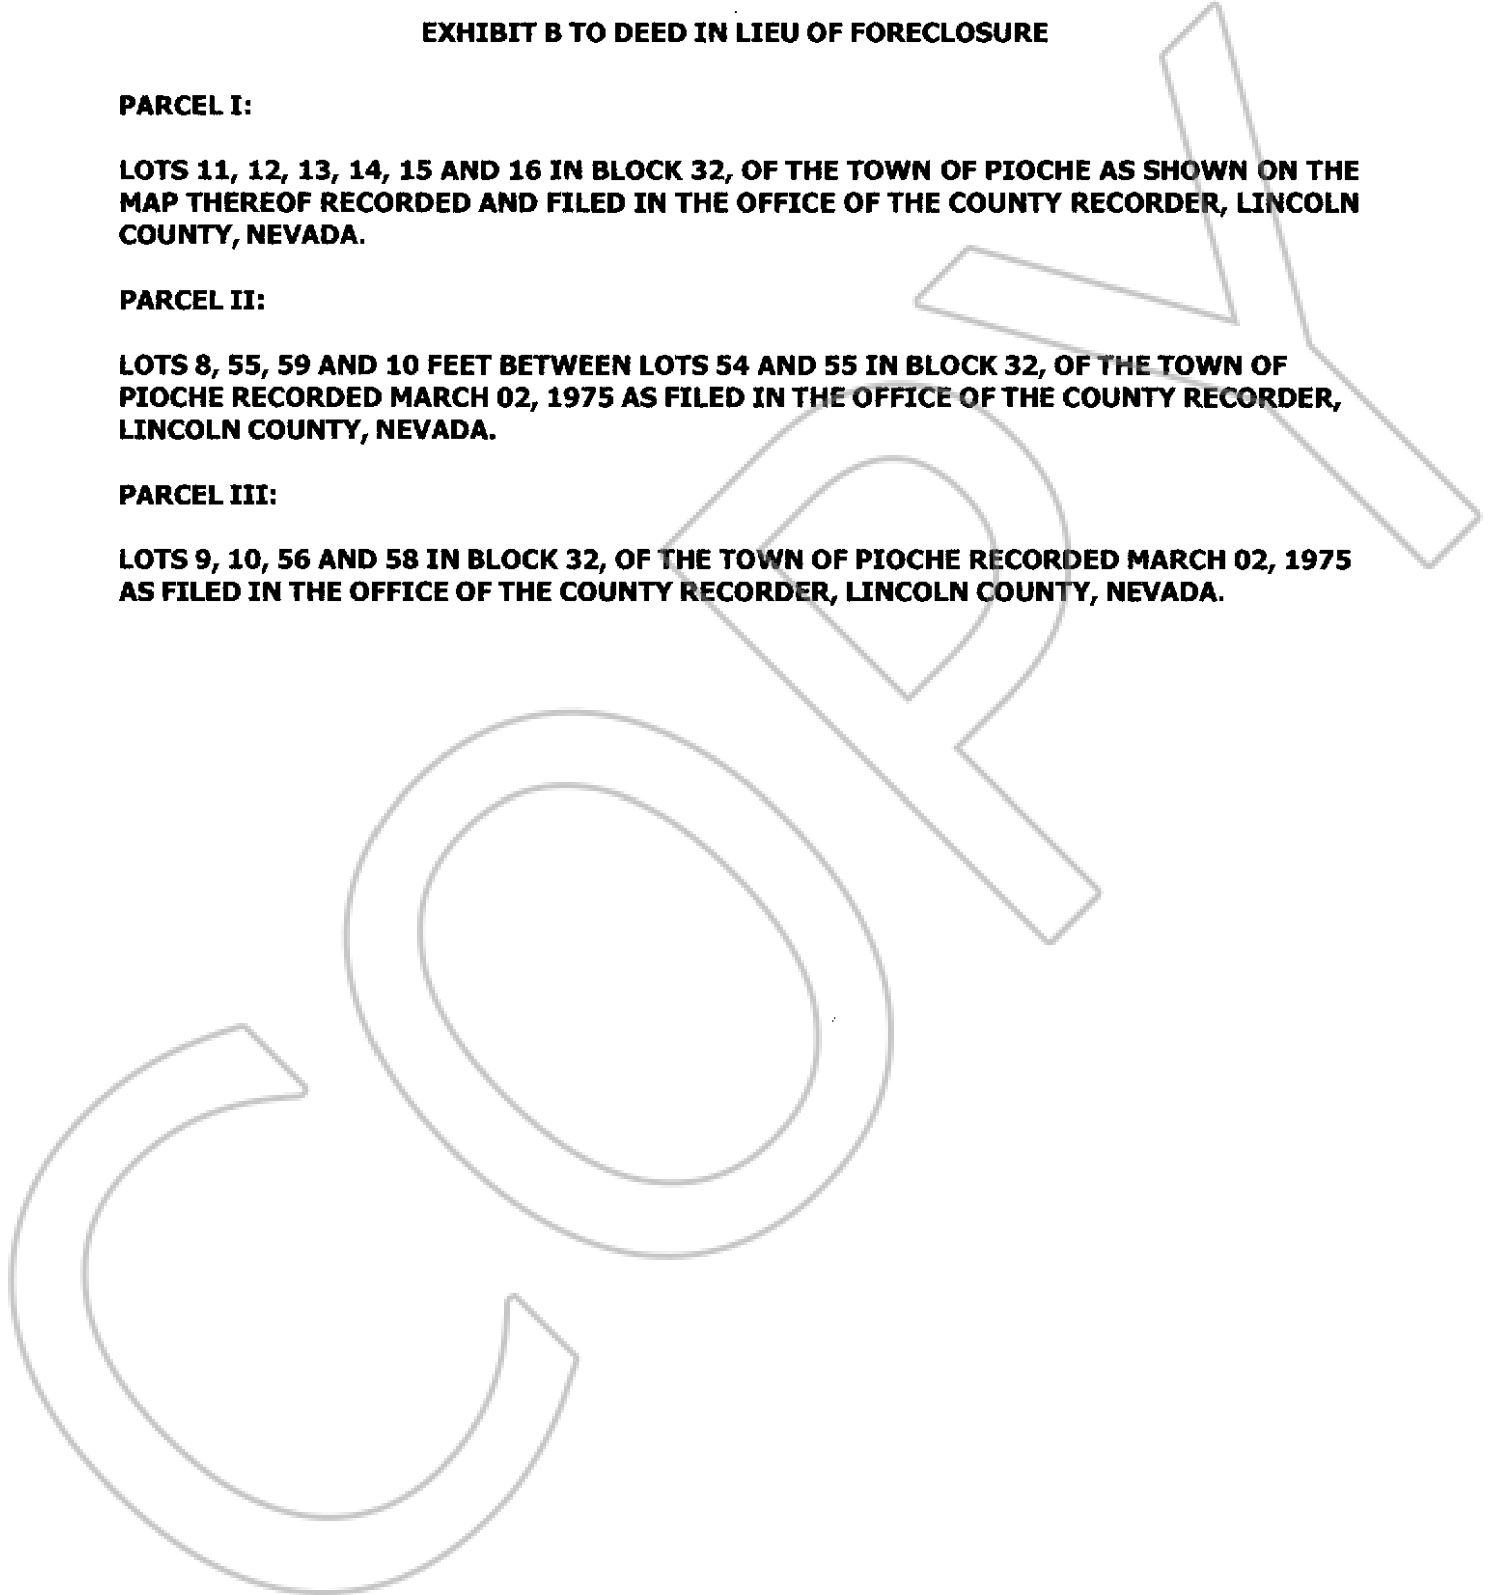 EXHIBIT B TO DEED IN LIEU OF FORECLOSURE
PARCEL I:
LOTS 11, 12, 13, 14, 15 AND 16 IN BLOCK 32, OF THE TOWN OF PIOCHE AS SHOWN ON THE
MAP THEREOF RECORDED AND FILED IN THE OFFICE OF THE COUNTY RECORDER, LINCOLN
COUNTY, NEVADA.
PARCEL II:
LOTS 8, 55, 59 AND 10 FEET BETWEEN LOTS 54 AND 55 IN BLOCK 32, OF THE TOWN OF
PIOCHE RECORDED MARCH 02, 1975 AS FILED IN THE OFFICE OF THE COUNTY RECORDER,
LINCOLN COUNTY, NEVADA.
PARCEL III:
LOTS 9, 10, 56 AND 58 IN BLOCK 32, OF THE TOWN OF PIOCHE RECORDED MARCH 02, 1975
AS FILED IN THE OFFICE OF THE COUNTY RECORDER, LINCOLN COUNTY, NEVADA.
COPY